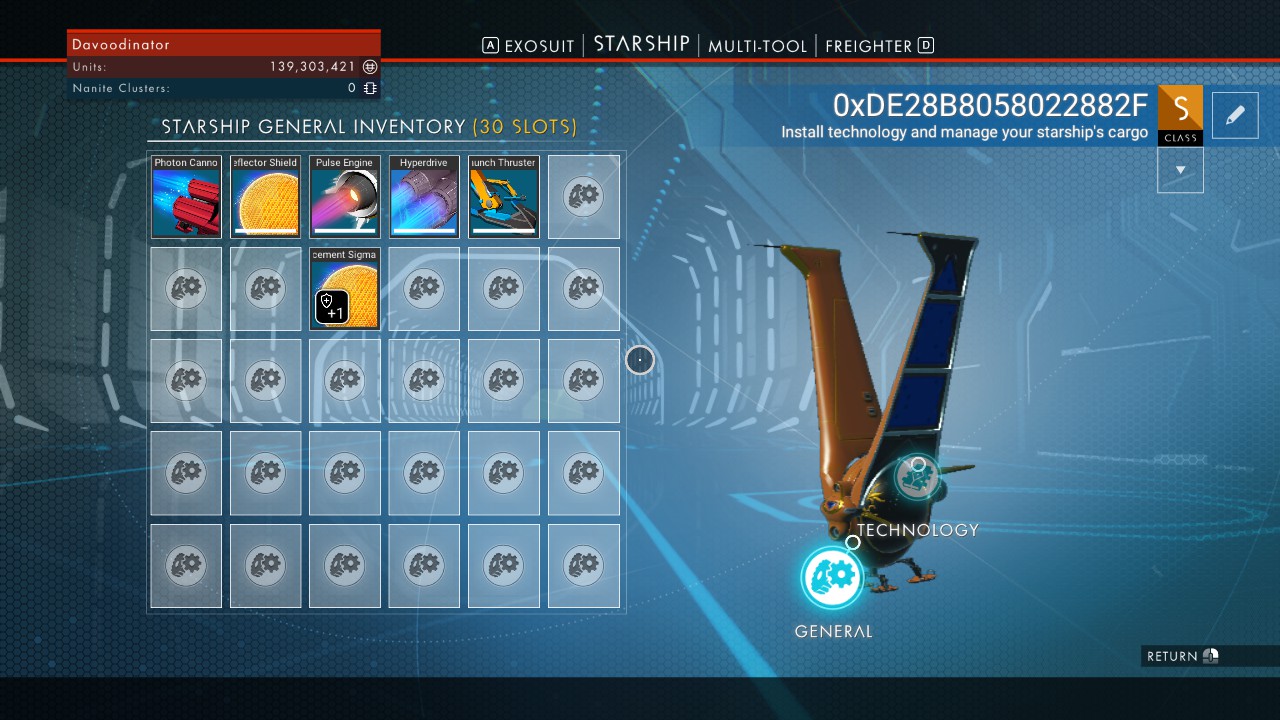 Davoodinator
Units: 139,303,421
Nanite Clusters: 0
A EXOSUIT STARSHIP MULTI-TOOL FREIGHTER D
0xDE28B8058022882F
Install technology and manage your starship's cargo
S
CLASS
STARSHIP GENERAL INVENTORY (30 SLOTS)
Photon Canno eflector Shield Pulse Engine Hyperdrive unch Thruster
cement Sigma
+1
TECHNOLOGY
GENERAL
RETURN